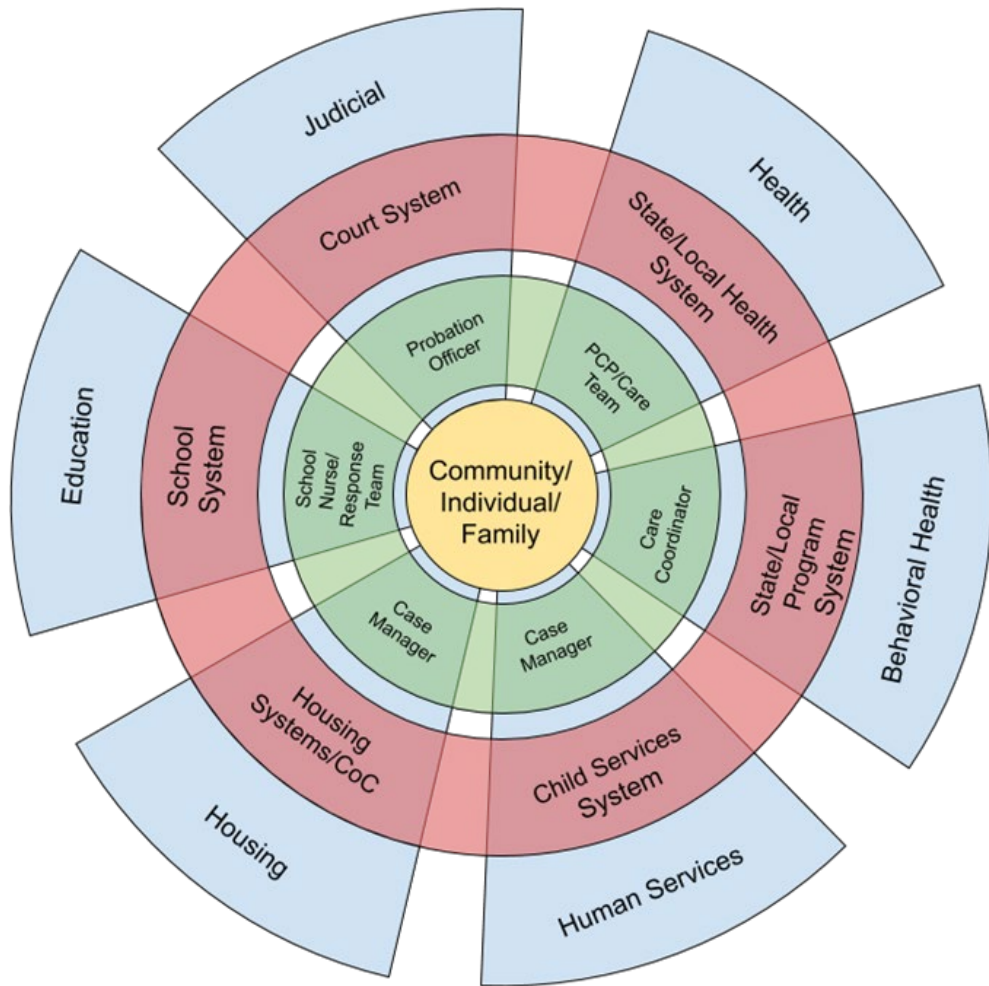 Judicial
Health
Court System
State/Local Health
System
Probation
Officer
PCP/Care
Team
Education
School
System
School
Nurse/
Response
Team
Community/
Individual/
Family
Care
Coordinator
State/Local
Program
System
Behavioral Health
Case
Manager
Case
Manager
Housing
Systems/CoC
Child Services
System
Housing
Human Services